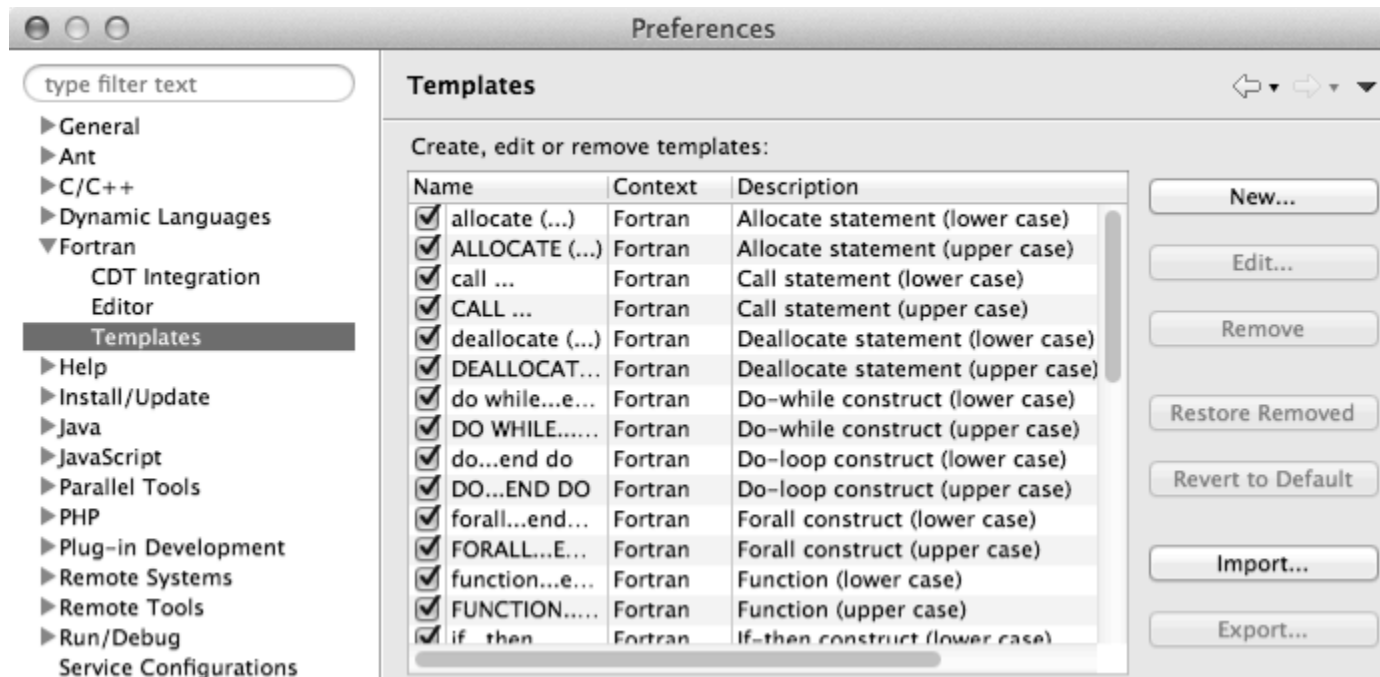 Preferences
type filter text
General
Ant
C/C++
Dynamic Languages
Fortran
CDT Integration
Editor
Templates
Help
Install/Update
Java
JavaScript
Parallel Tools
PHP
Plug-in Development
Remote Systems
Remote Tools
Run/Debug
Service Configurations
Templates
Create, edit or remove templates:
Name Context Description
allocate (...) Fortran Allocate statement (lower case)
ALLOCATE (...) Fortran Allocate statement (upper case)
call ... Fortran Call statement (lower case)
CALL ... Fortran Call statement (upper case)
deallocate (...) Fortran Deallocate statement (lower case)
DEALLOCAT... Fortran Deallocate statement (upper case)
do while...e... Fortran Do-while construct (lower case)
DO WHILE...... Fortran Do-while construct (upper case)
do...end do Fortran Do-loop construct (lower case)
DO...END DO Fortran Do-loop construct (upper case)
forall...end... Fortran Forall construct (lower case)
FORALL...E... Fortran Forall construct (upper case)
function...e... Fortran Function (lower case)
FUNCTION...... Fortran Function (upper case)
if...then Fortran If-then construct (lower case)
New...
Edit...
Remove
Restore Removed
Revert to Default
Import...
Export...